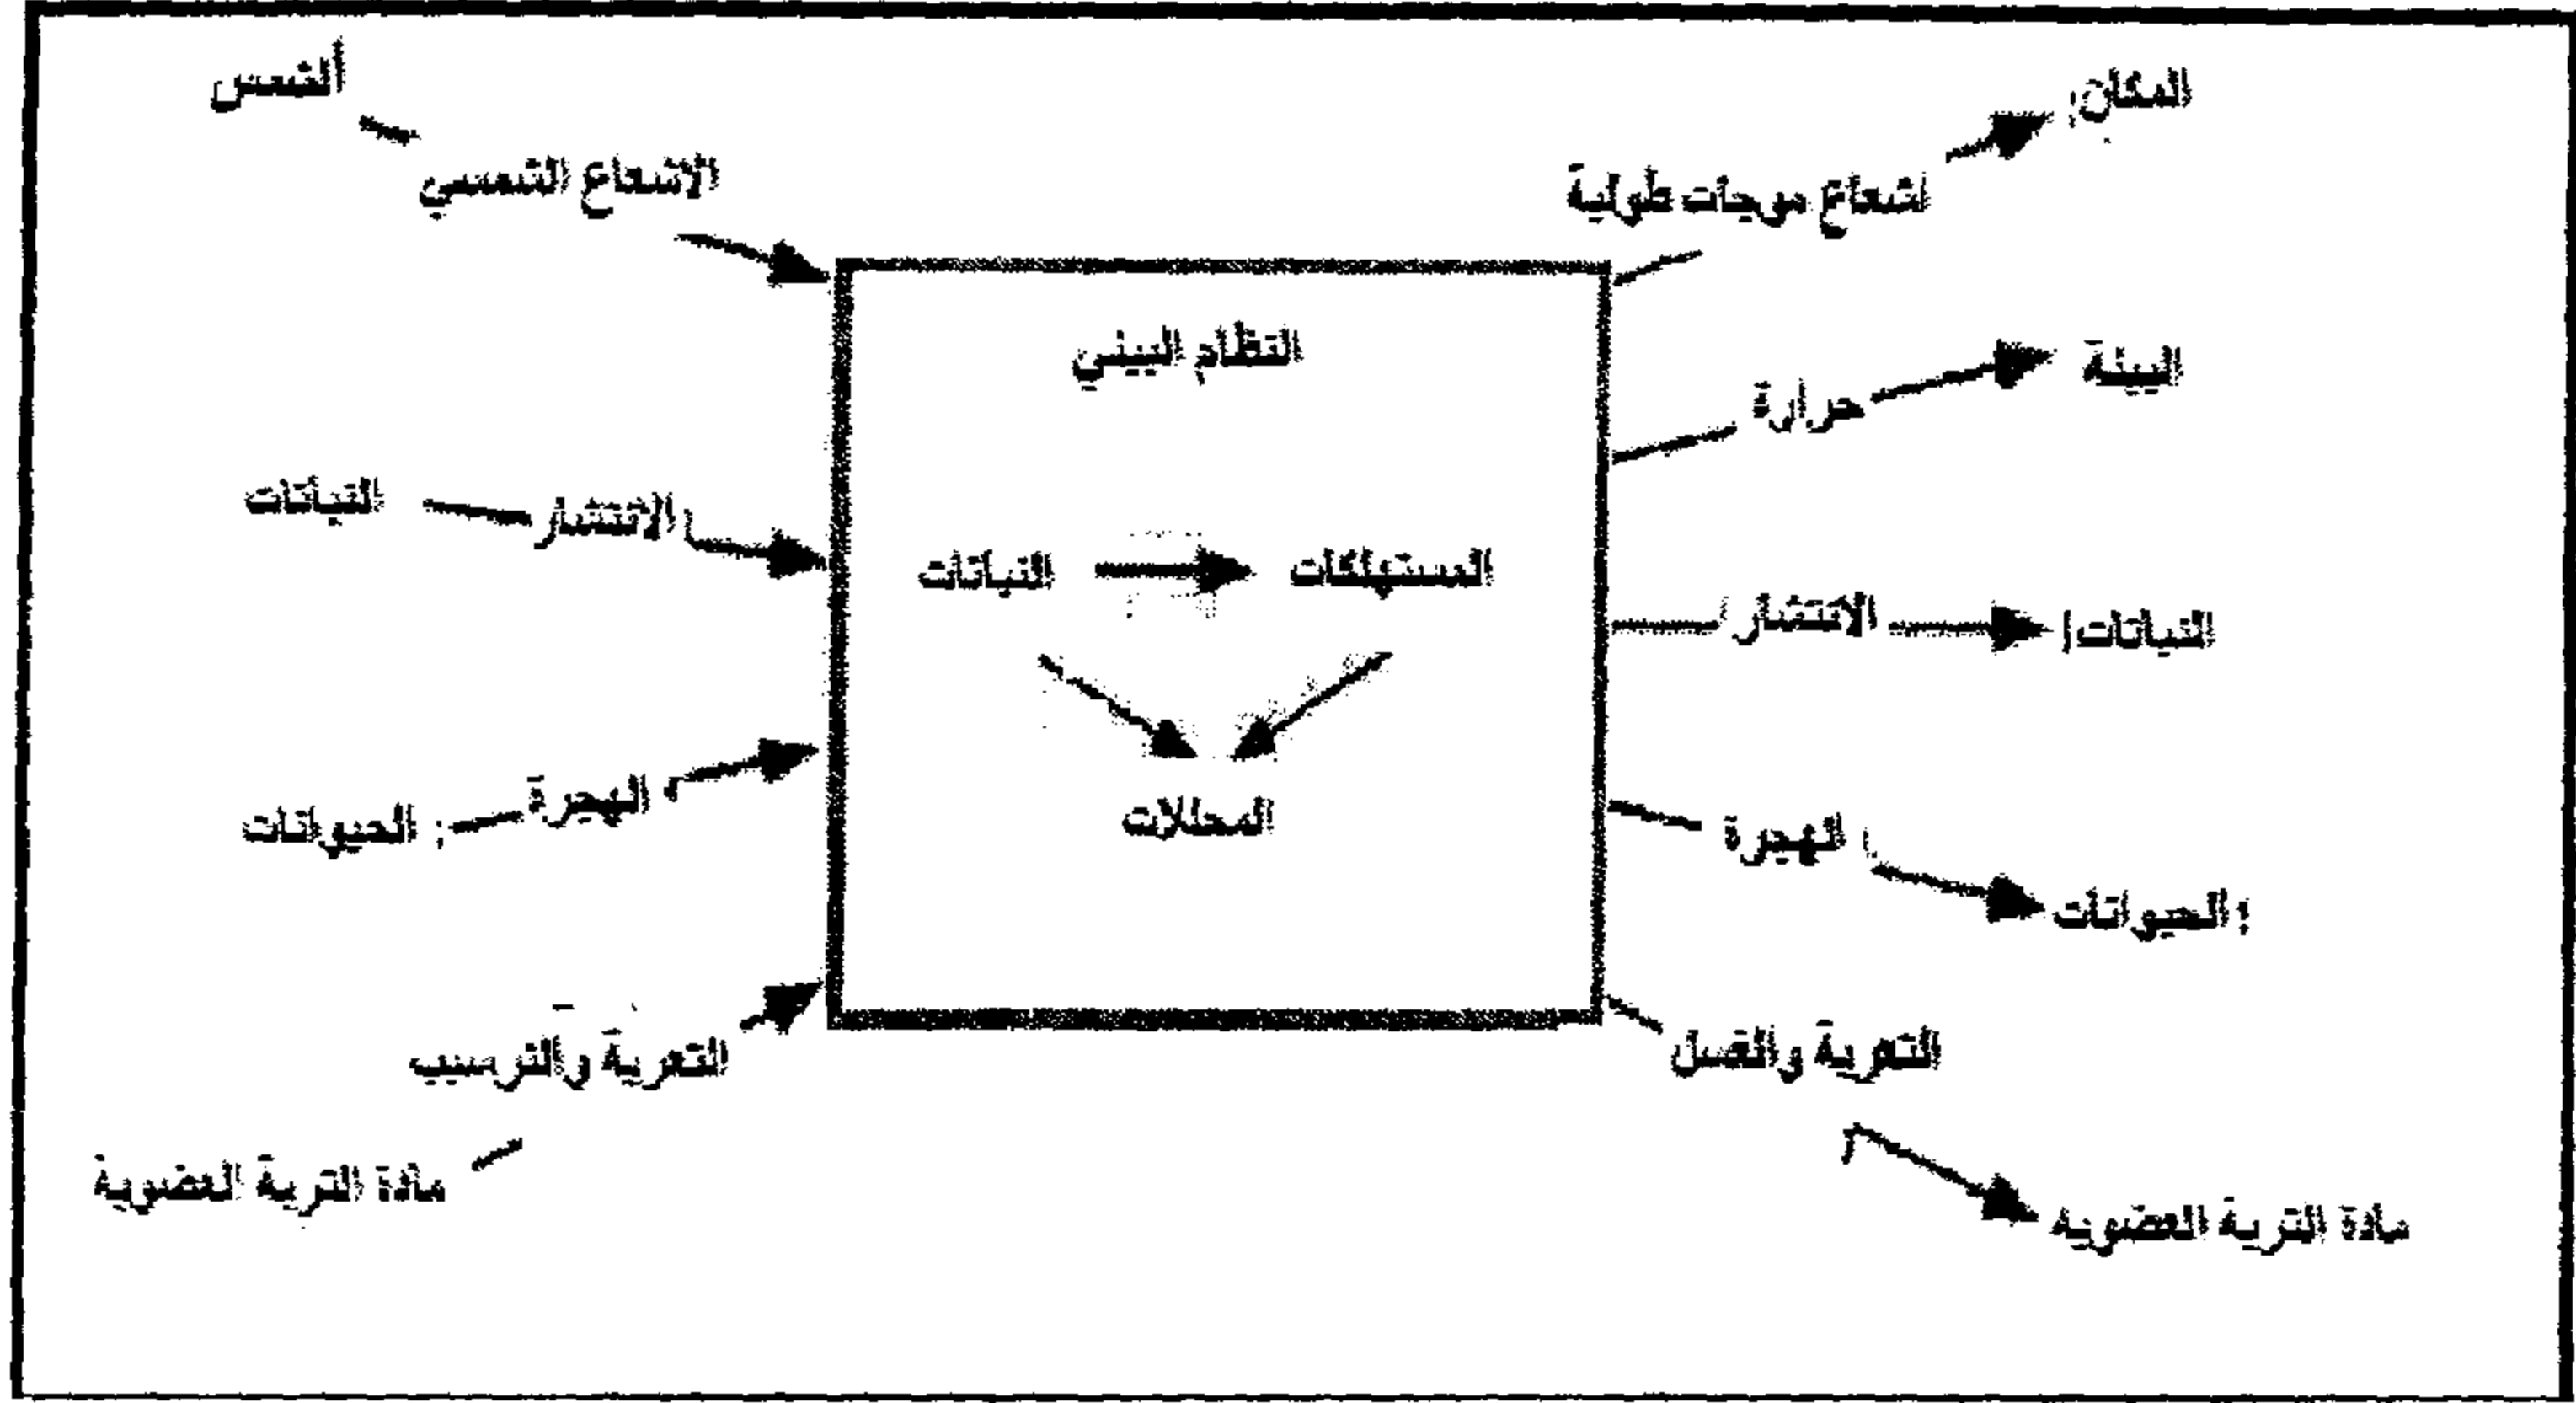 الشمس
المكان
الاشعاع الشمسي
اشعاع موجات طولية
النظام البيئي
البيئة
حرارة
النباتات
الانتشار
النباتات
المستهلكات
الانتشار
النباتات
الهجرة
الحيوانات
المحللات
الهجرة
الحيوانات
التعرية والترسيب
التعرية والغسل
مادة التربة العضوية
مادة التربة العضوية